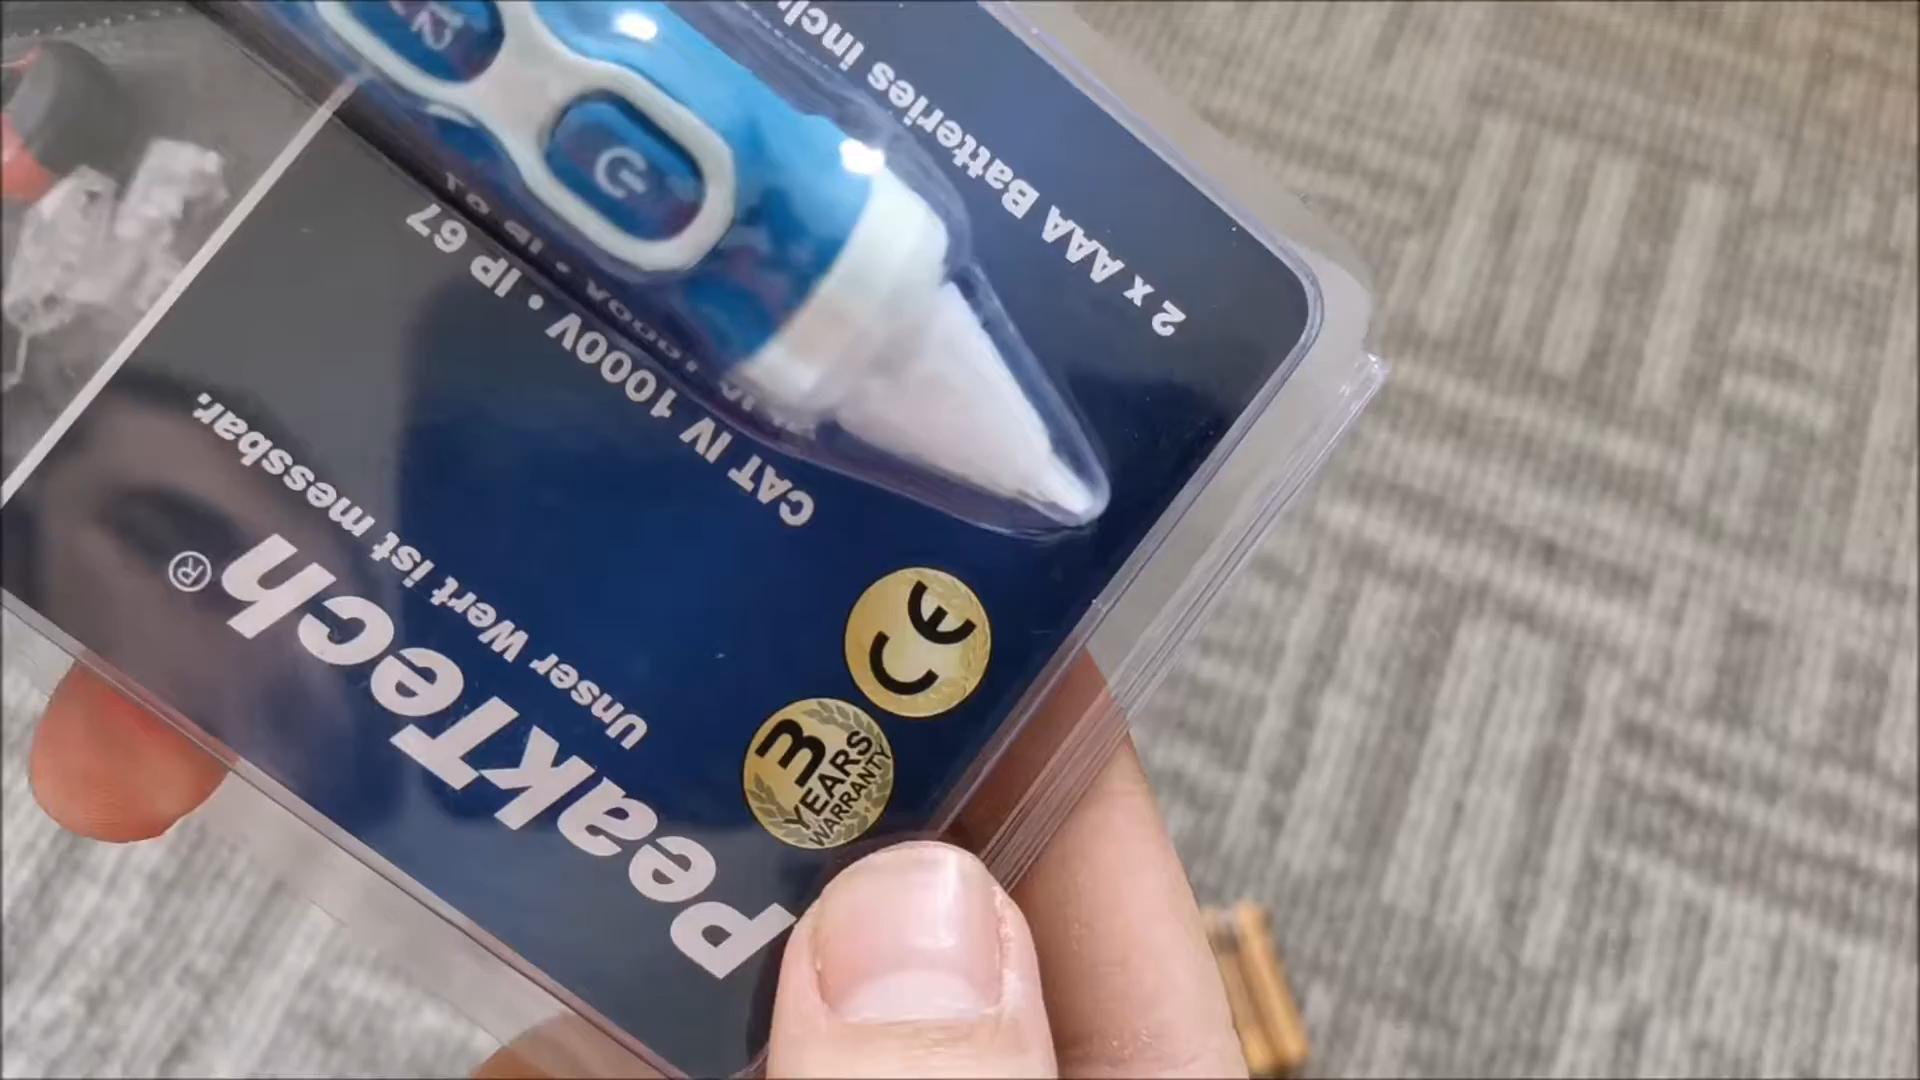 PeakTech®
Unser Wert ist messbar.
3
YEARS
WARRANTY
CE
CAT IV 1000V • IP 67
2 x AAA Batteries incl